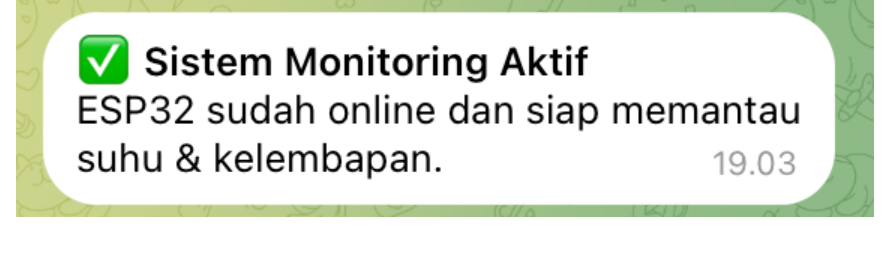 ✅ Sistem Monitoring Aktif
ESP32 sudah online dan siap memantau
suhu & kelembapan.
19.03